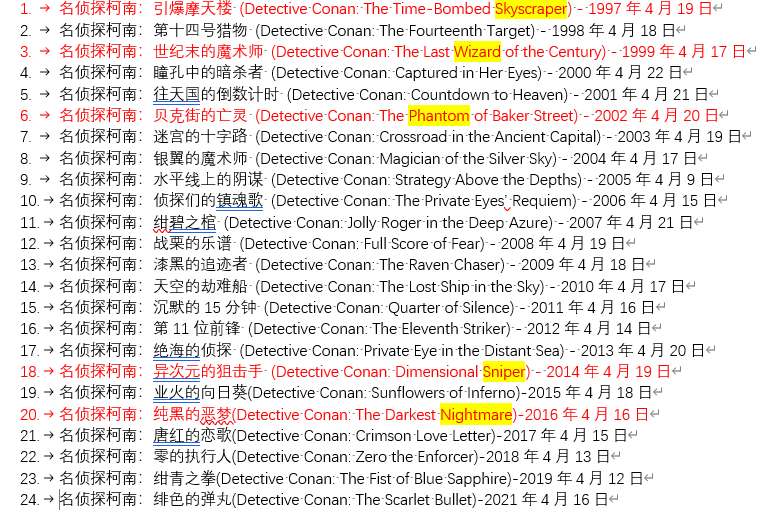 1. → 名侦探柯南：引爆摩天楼 (Detective Conan: The Time-Bombed Skyscraper) - 1997 年 4 月 19 日↵
2. → 名侦探柯南：第十四号猎物 (Detective Conan: The Fourteenth Target) - 1998 年 4 月 18 日↵
3. → 名侦探柯南：世纪末的魔术师 (Detective Conan: The Last Wizard of the Century) - 1999 年 4 月 17 日↵
4. → 名侦探柯南：瞳孔中的暗杀者 (Detective Conan: Captured in Her Eyes) - 2000 年 4 月 22 日↵
5. → 名侦探柯南：往天国的倒数计时 (Detective Conan: Countdown to Heaven) - 2001 年 4 月 21 日↵
6. → 名侦探柯南：贝克街的亡灵 (Detective Conan: The Phantom of Baker Street) - 2002 年 4 月 20 日↵
7. → 名侦探柯南：迷宫的十字路 (Detective Conan: Crossroad in the Ancient Capital) - 2003 年 4 月 19 日↵
8. → 名侦探柯南：银翼的魔术师 (Detective Conan: Magician of the Silver Sky) - 2004 年 4 月 17 日↵
9. → 名侦探柯南：水平线上的阴谋 (Detective Conan: Strategy Above the Depths) - 2005 年 4 月 9 日↵
10. → 名侦探柯南：侦探们的镇魂歌 (Detective Conan: The Private Eyes' Requiem) - 2006 年 4 月 15 日↵
11. → 名侦探柯南：绀碧之棺 (Detective Conan: Jolly Roger in the Deep Azure) - 2007 年 4 月 21 日↵
12. → 名侦探柯南：战栗的乐谱 (Detective Conan: Full Score of Fear) - 2008 年 4 月 19 日↵
13. → 名侦探柯南：漆黑的追迹者 (Detective Conan: The Raven Chaser) - 2009 年 4 月 18 日↵
14. → 名侦探柯南：天空的劫难船 (Detective Conan: The Lost Ship in the Sky) - 2010 年 4 月 17 日↵
15. → 名侦探柯南：沉默的 15 分钟 (Detective Conan: Quarter of Silence) - 2011 年 4 月 16 日↵
16. → 名侦探柯南：第 11 位前锋 (Detective Conan: The Eleventh Striker) - 2012 年 4 月 14 日↵
17. → 名侦探柯南：绝海的侦探 (Detective Conan: Private Eye in the Distant Sea) - 2013 年 4 月 20 日↵
18. → 名侦探柯南：异次元的狙击手 (Detective Conan: Dimensional Sniper) - 2014 年 4 月 19 日↵
19. → 名侦探柯南：业火的向日葵(Detective Conan: Sunflowers of Inferno)-2015 年 4 月 18 日↵
20. → 名侦探柯南：纯黑的恶梦(Detective Conan: The Darkest Nightmare)-2016 年 4 月 16 日↵
21. → 名侦探柯南：唐红的恋歌(Detective Conan: Crimson Love Letter)-2017 年 4 月 15 日↵
22. → 名侦探柯南：零的执行人(Detective Conan: Zero the Enforcer)-2018 年 4 月 13 日↵
23. → 名侦探柯南：绀青之拳(Detective Conan: The Fist of Blue Sapphire)-2019 年 4 月 12 日↵
24. → 名侦探柯南：绯色的弹丸(Detective Conan: The Scarlet Bullet)-2021 年 4 月 16 日↵